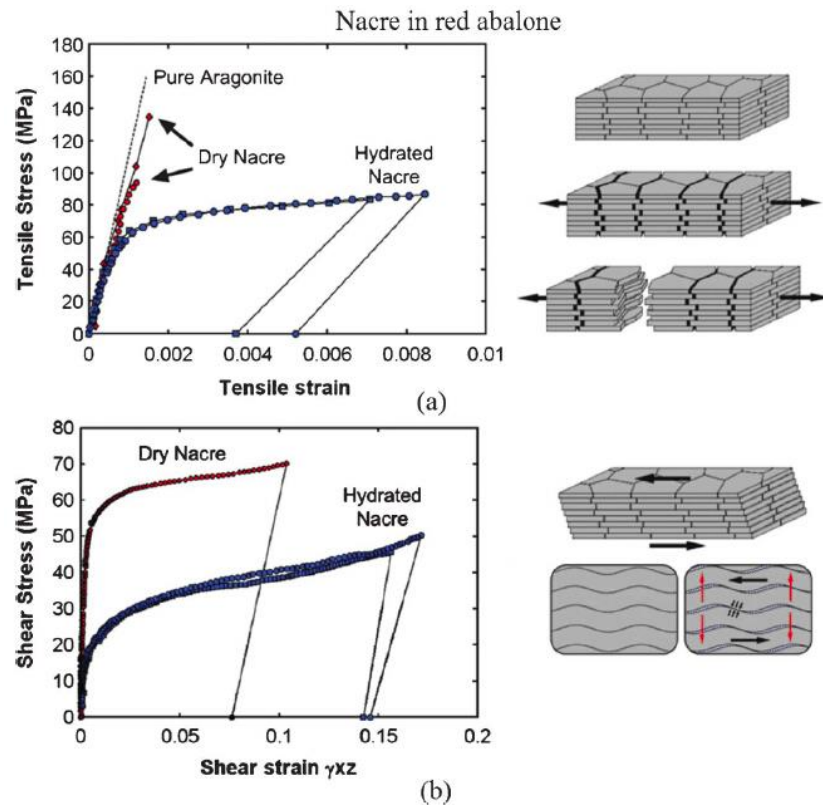 Nacre in red abalone
(a)
Tensile Stress (MPa)
180
160
140
120
100
80
60
40
20
0
Pure Aragonite
Dry Nacre
Hydrated
Nacre
0
0.002
0.004
0.006
0.008
0.01
Tensile strain
(a)
Shear Stress (MPa)
80
70
60
50
40
30
20
10
0
Dry Nacre
Hydrated
Nacre
0
0.05
0.1
0.15
0.2
Shear strain γxz
(b)